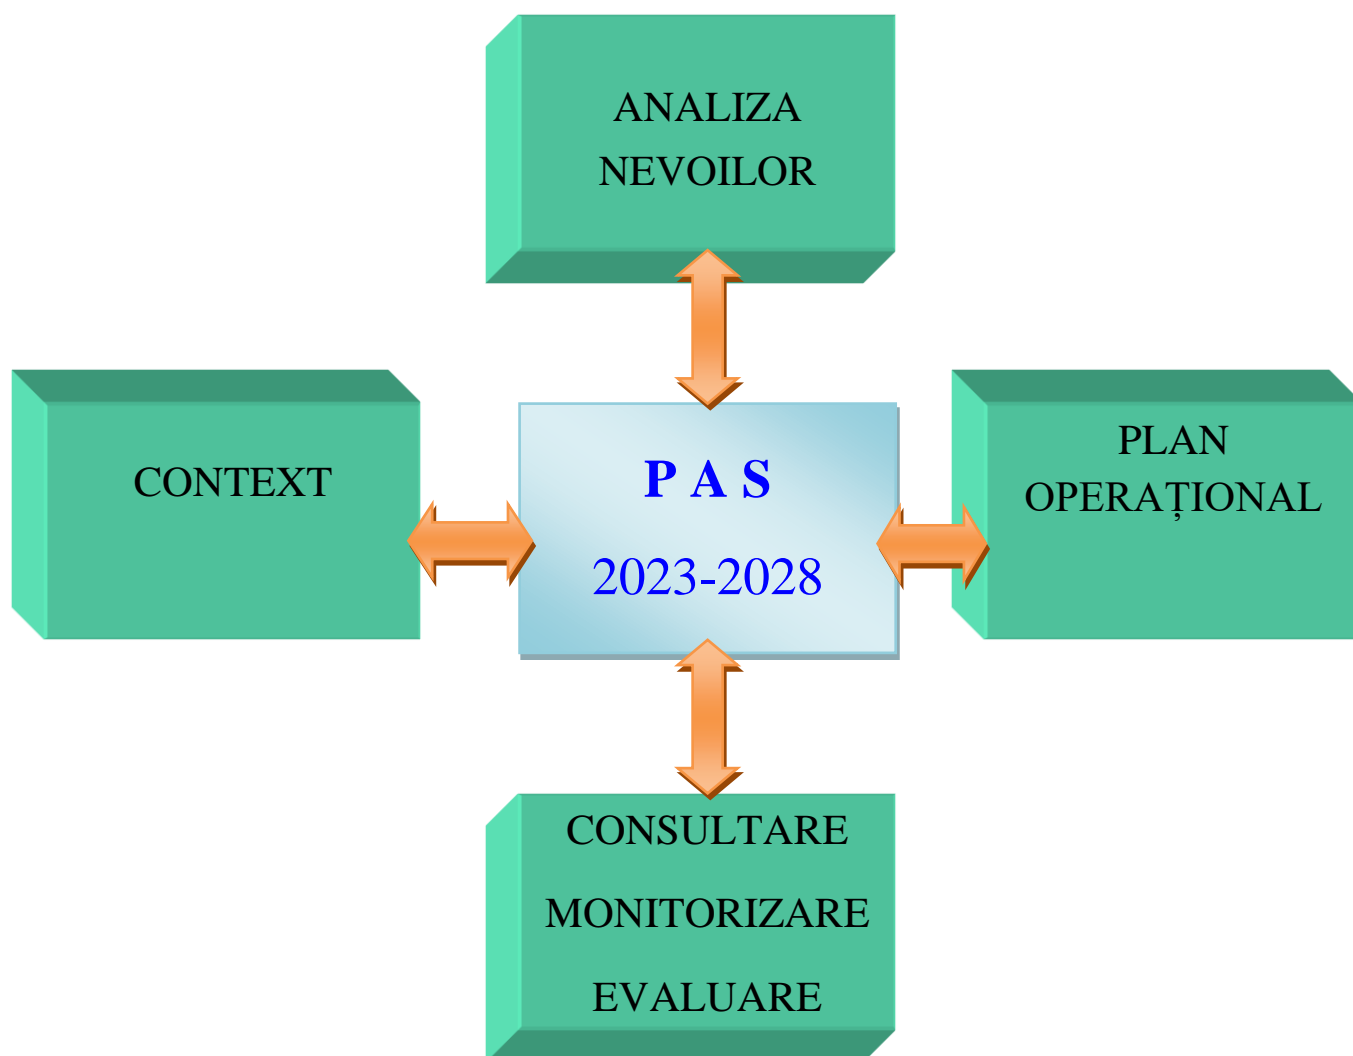 ANALIZA
NEVOILOR
CONTEXT
P A S
2023-2028
PLAN
OPERAȚIONAL
CONSULTARE
MONITORIZARE
EVALUARE